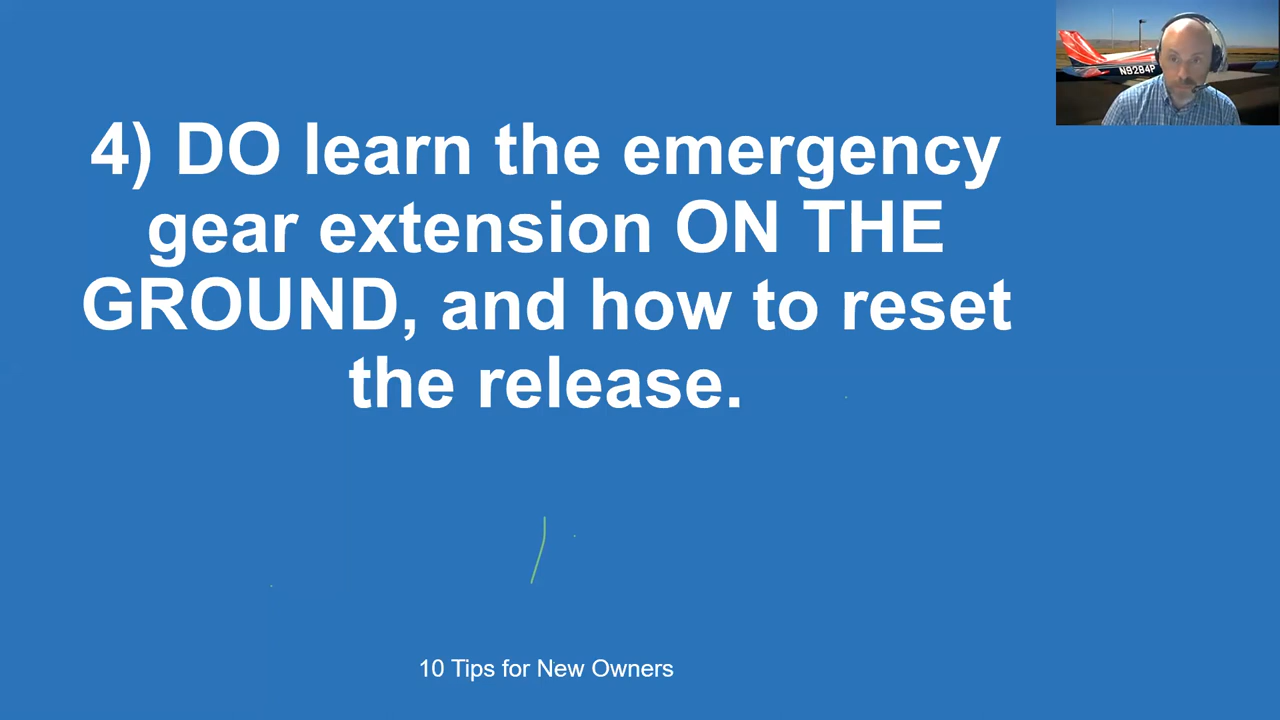 N9284P
4) DO learn the emergency
gear extension ON THE
GROUND, and how to reset
the release.
10 Tips for New Owners